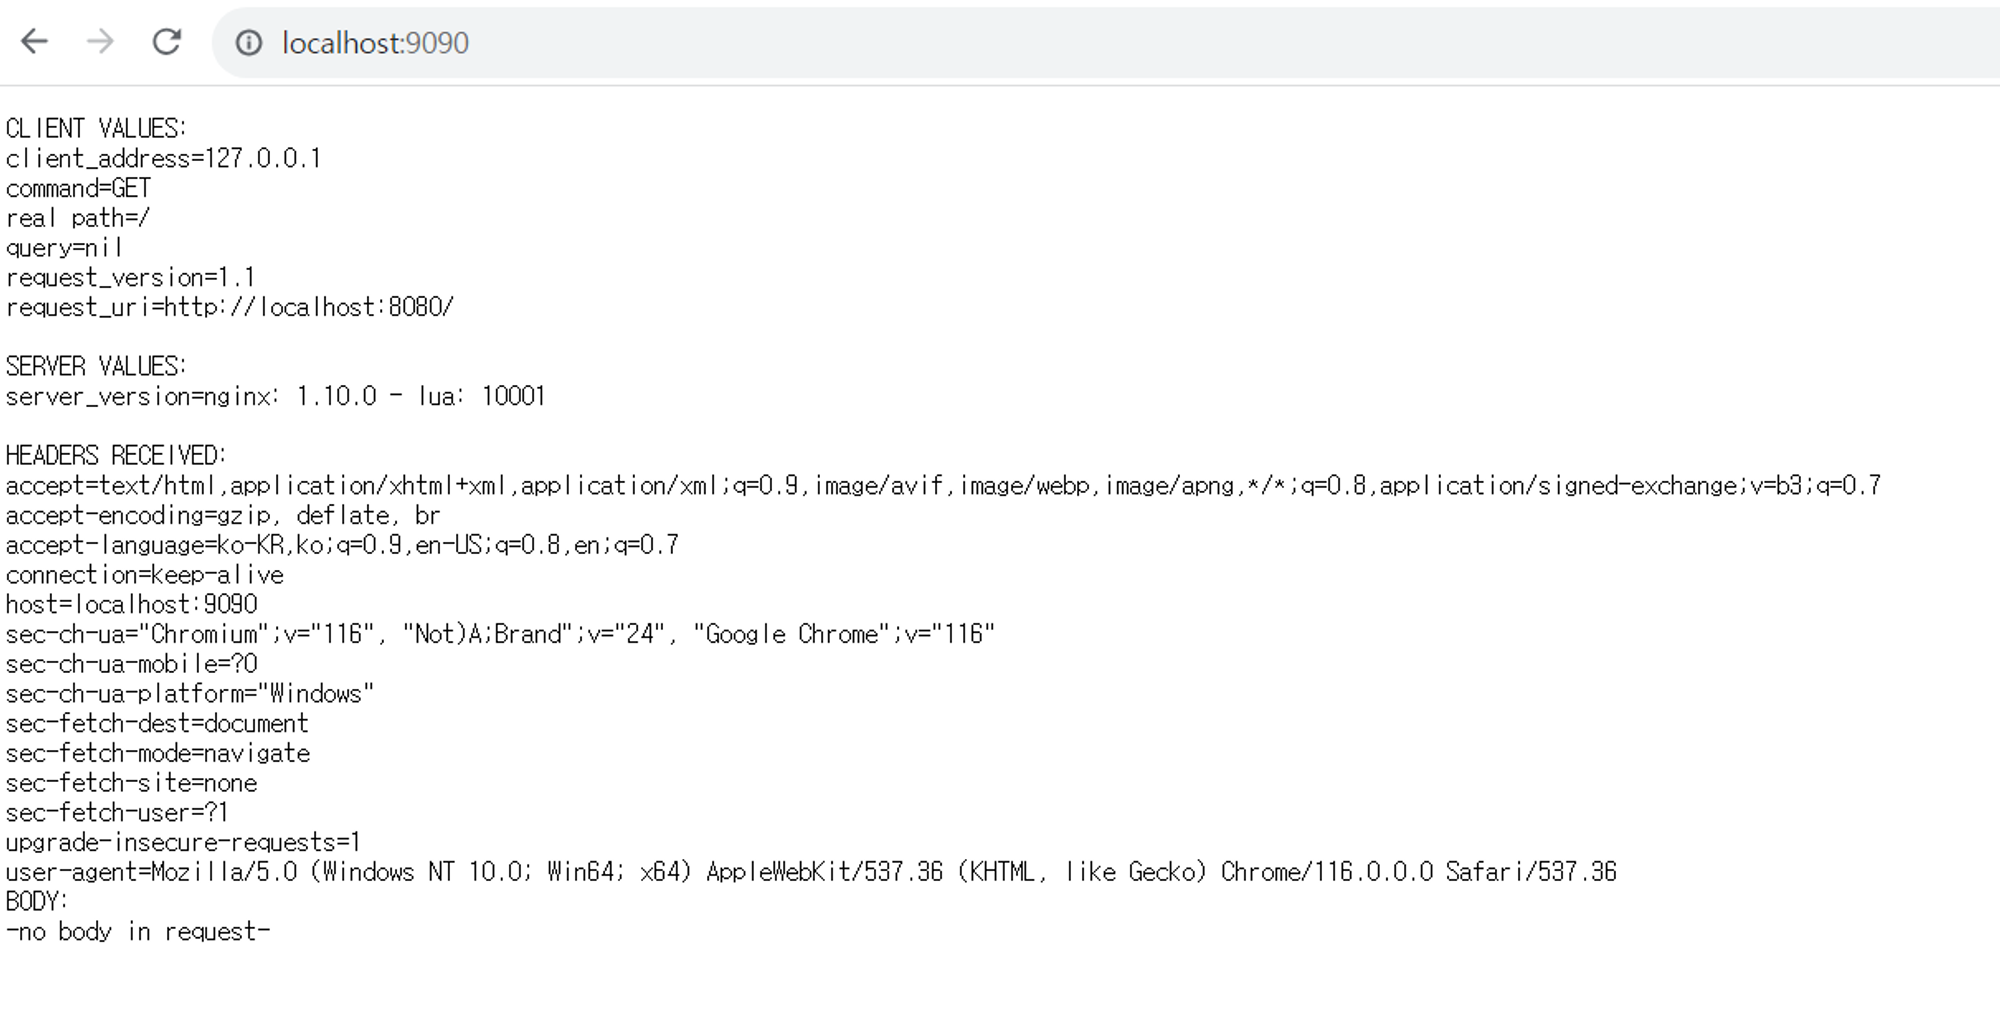 localhost:9090
CLIENT VALUES:
client_address=127.0.0.1
command=GET
real path=/
query=nil
request_version=1.1
request_uri=http://localhost:8080/
SERVER VALUES:
server_version=nginx: 1.10.0 - lua: 10001
HEADERS RECEIVED:
accept=text/html,application/xhtml+xml,application/xml;q=0.9,image/avif,image/webp,image/apng,*/*;q=0.8,application/signed-exchange;v=b3;q=0.7
accept-encoding=gzip, deflate, br
accept-language=ko-KR,ko;q=0.9,en-US;q=0.8,en;q=0.7
connection=keep-alive
host=localhost:9090
sec-ch-ua="Chromium";v="116", "Not)A;Brand";v="24", "Google Chrome";v="116"
sec-ch-ua-mobile=?0
sec-ch-ua-platform="Windows"
sec-fetch-dest=document
sec-fetch-mode=navigate
sec-fetch-site=none
sec-fetch-user=?1
upgrade-insecure-requests=1
user-agent=Mozilla/5.0 (Windows NT 10.0; Win64; x64) AppleWebKit/537.36 (KHTML, like Gecko) Chrome/116.0.0.0 Safari/537.36
BODY:
-no body in request-